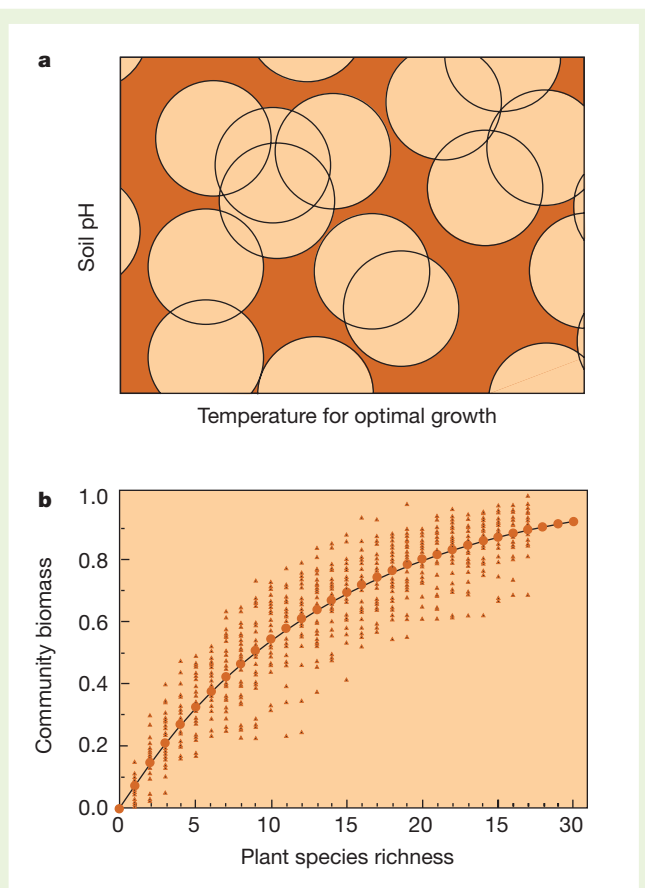 a
Soil pH
Temperature for optimal growth
b
Community biomass
1.0
0.8
0.6
0.4
0.2
0.0
0 5 10 15 20 15 30
Plant species richness